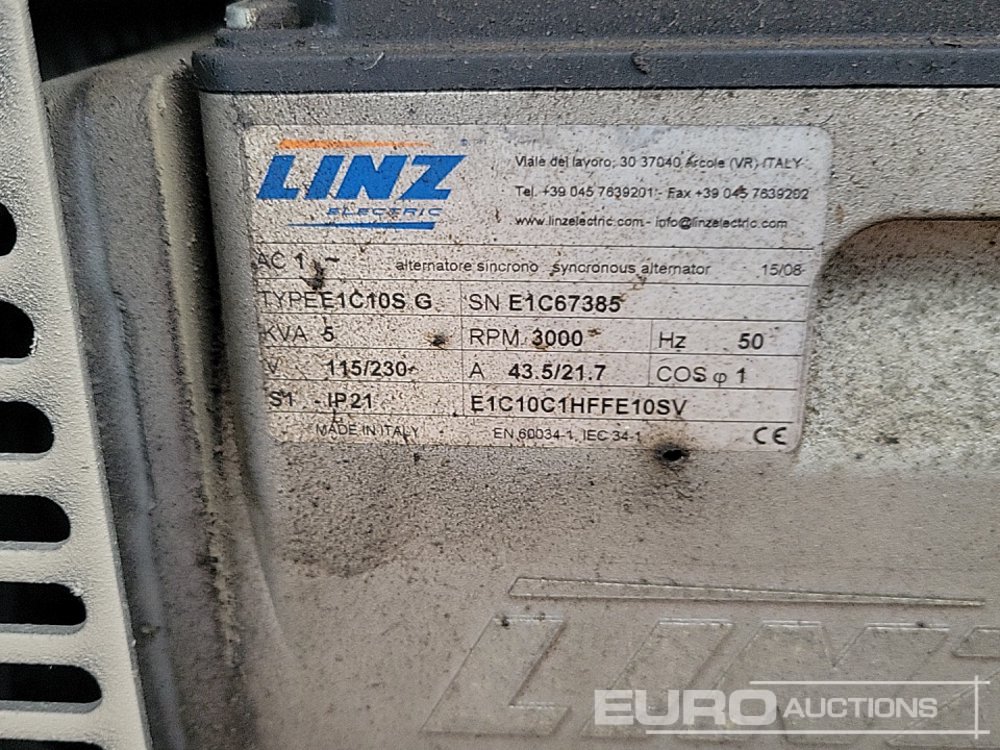 LINZ
ELECTRIC
Viale del lavoro, 30 37040 Arcole (VR) ITALY
Tel. +39 045 7639201 - Fax +39 045 7639202
www.linzelectric.com - info@linzelectric.com
AC 1 ~ alternatore sincrono syncronous alternator 15/08
TYPE E1C10S G SN E1C67385
KVA 5 RPM 3000 Hz 50
V 115/230 A 43.5/21.7 COS φ 1
S1 - IP21 E1C10C1HFFE10SV
MADE IN ITALY EN 60034-1, IEC 34-1 CE
LINZ
EURO AUCTIONS